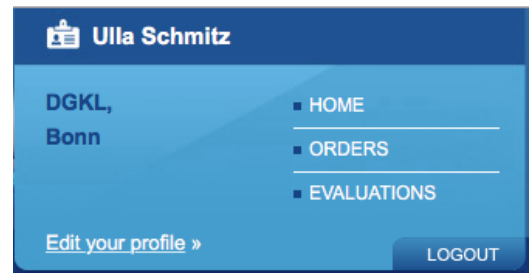 Ulla Schmitz
DGKL,
Bonn
HOME
ORDERS
EVALUATIONS
Edit your profile »
LOGOUT